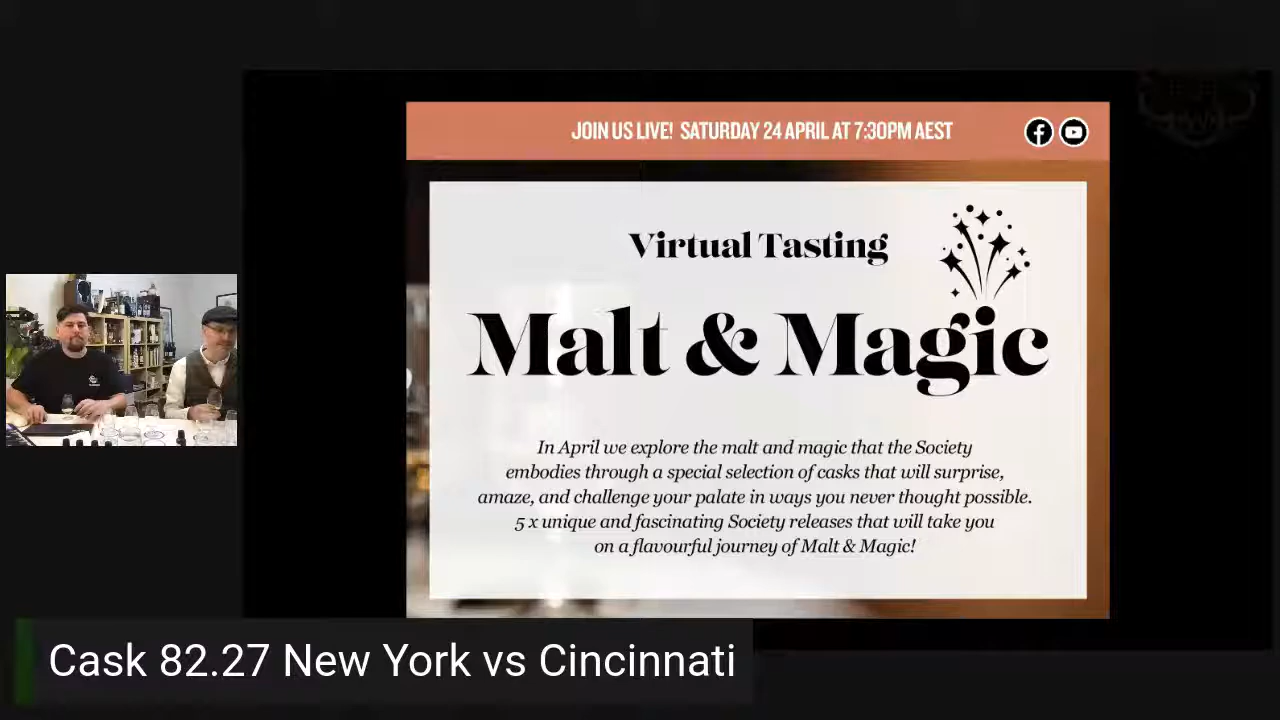 JOIN US LIVE! SATURDAY 24 APRIL AT 7:30PM AEST
Virtual Tasting
Malt & Magic
In April we explore the malt and magic that the Society
embodies through a special selection of casks that will surprise,
amaze, and challenge your palate in ways you never thought possible.
5 x unique and fascinating Society releases that will take you
on a flavourful journey of Malt & Magic!
Cask 82.27 New York vs Cincinnati